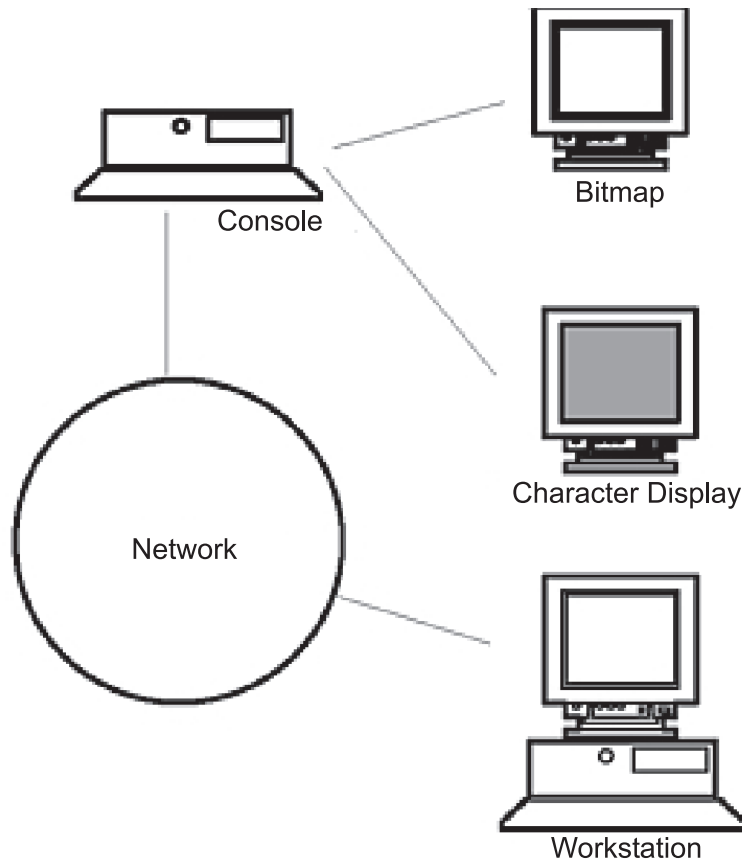 Bitmap
Console
Character Display
Network
Workstation